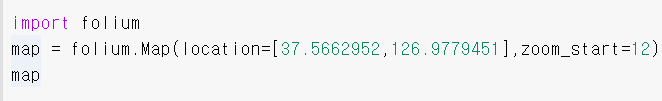 import folium
map = folium.Map(location=[37.5662952,126.9779451],zoom_start=12)
map